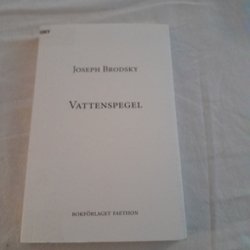 JOSEPH BRODSKY
VATTENSPEGEL
BOKFÖRLAGET FAETHON